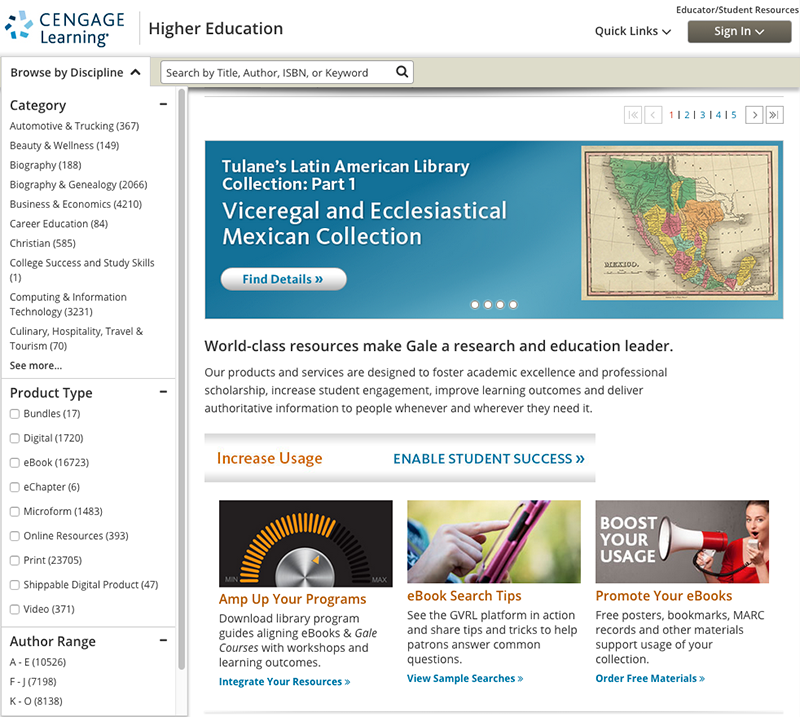 Educator/Student Resources
CENGAGE
Learning
Higher Education
Quick Links
Sign In
Browse by Discipline
Search by Title, Author, ISBN, or Keyword
Category
Automotive & Trucking (367)
Beauty & Wellness (149)
Biography (188)
Biography & Genealogy (2066)
Business & Economics (4210)
Career Education (84)
Christian (585)
College Success and Study Skills
(1)
Computing & Information
Technology (3231)
Culinary, Hospitality, Travel &
Tourism (70)
See more...
Product Type
Bundles (17)
Digital (1720)
eBook (16723)
eChapter (6)
Microform (1483)
Online Resources (393)
Print (23705)
Shippable Digital Product (47)
Video (371)
Author Range
A - E (10526)
F - J (7198)
K - O (8138)
1 | 2 | 3 | 4 | 5
Tulane's Latin American Library
Collection: Part 1
Viceregal and Ecclesiastical
Mexican Collection
Find Details »
MEXICO.
World-class resources make Gale a research and education leader.
Our products and services are designed to foster academic excellence and professional
scholarship, increase student engagement, improve learning outcomes and deliver
authoritative information to people whenever and wherever they need it.
Increase Usage
ENABLE STUDENT SUCCESS »
MIN MAX
Amp Up Your Programs
Download library program
guides aligning eBooks & Gale
Courses with workshops and
learning outcomes.
Integrate Your Resources »
eBook Search Tips
See the GVRL platform in action
and share tips and tricks to help
patrons answer common
questions.
View Sample Searches »
BOOST
YOUR
USAGE
Promote Your eBooks
Free posters, bookmarks, MARC
records and other materials
support usage of your
collection.
Order Free Materials »